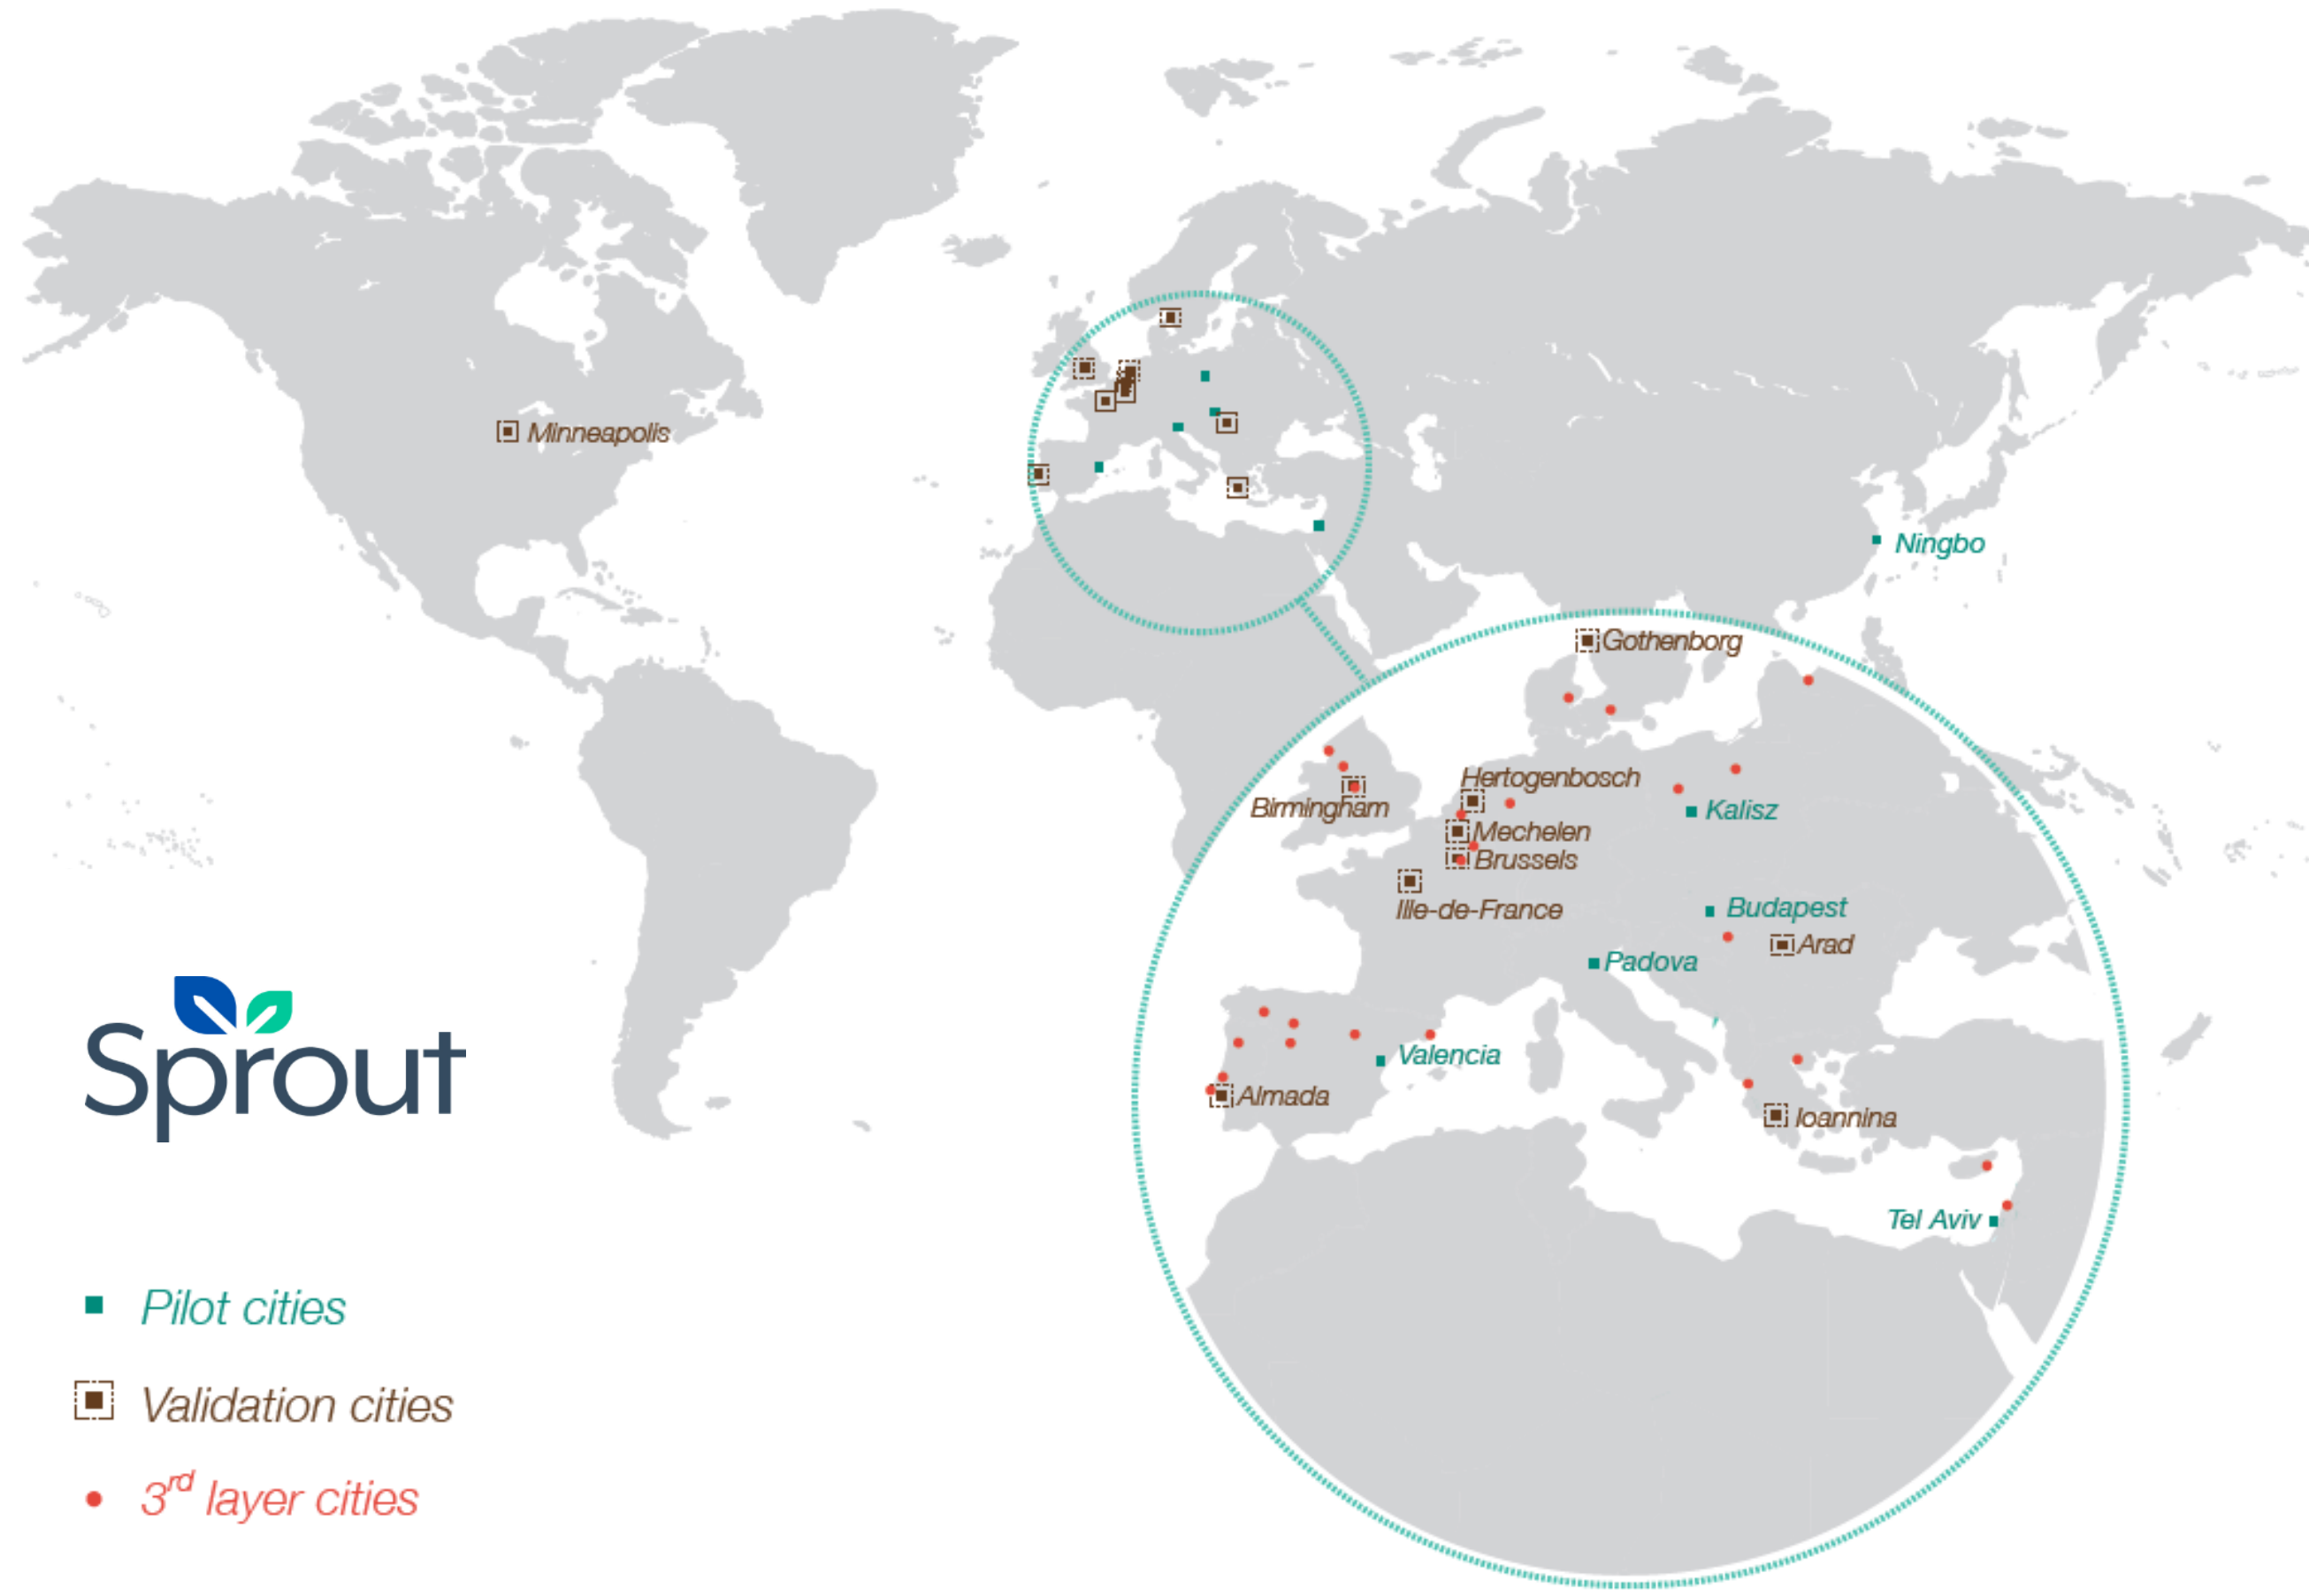 Minneapolis
Ningbo
Gothenborg
Hertogenbosch
Birmingham
Kalisz
Mechelen
Brussels
Ille-de-France
Budapest
Arad
Padova
Valencia
Almada
Ioannina
Tel Aviv
Sprout
Pilot cities
Validation cities
3rd layer cities